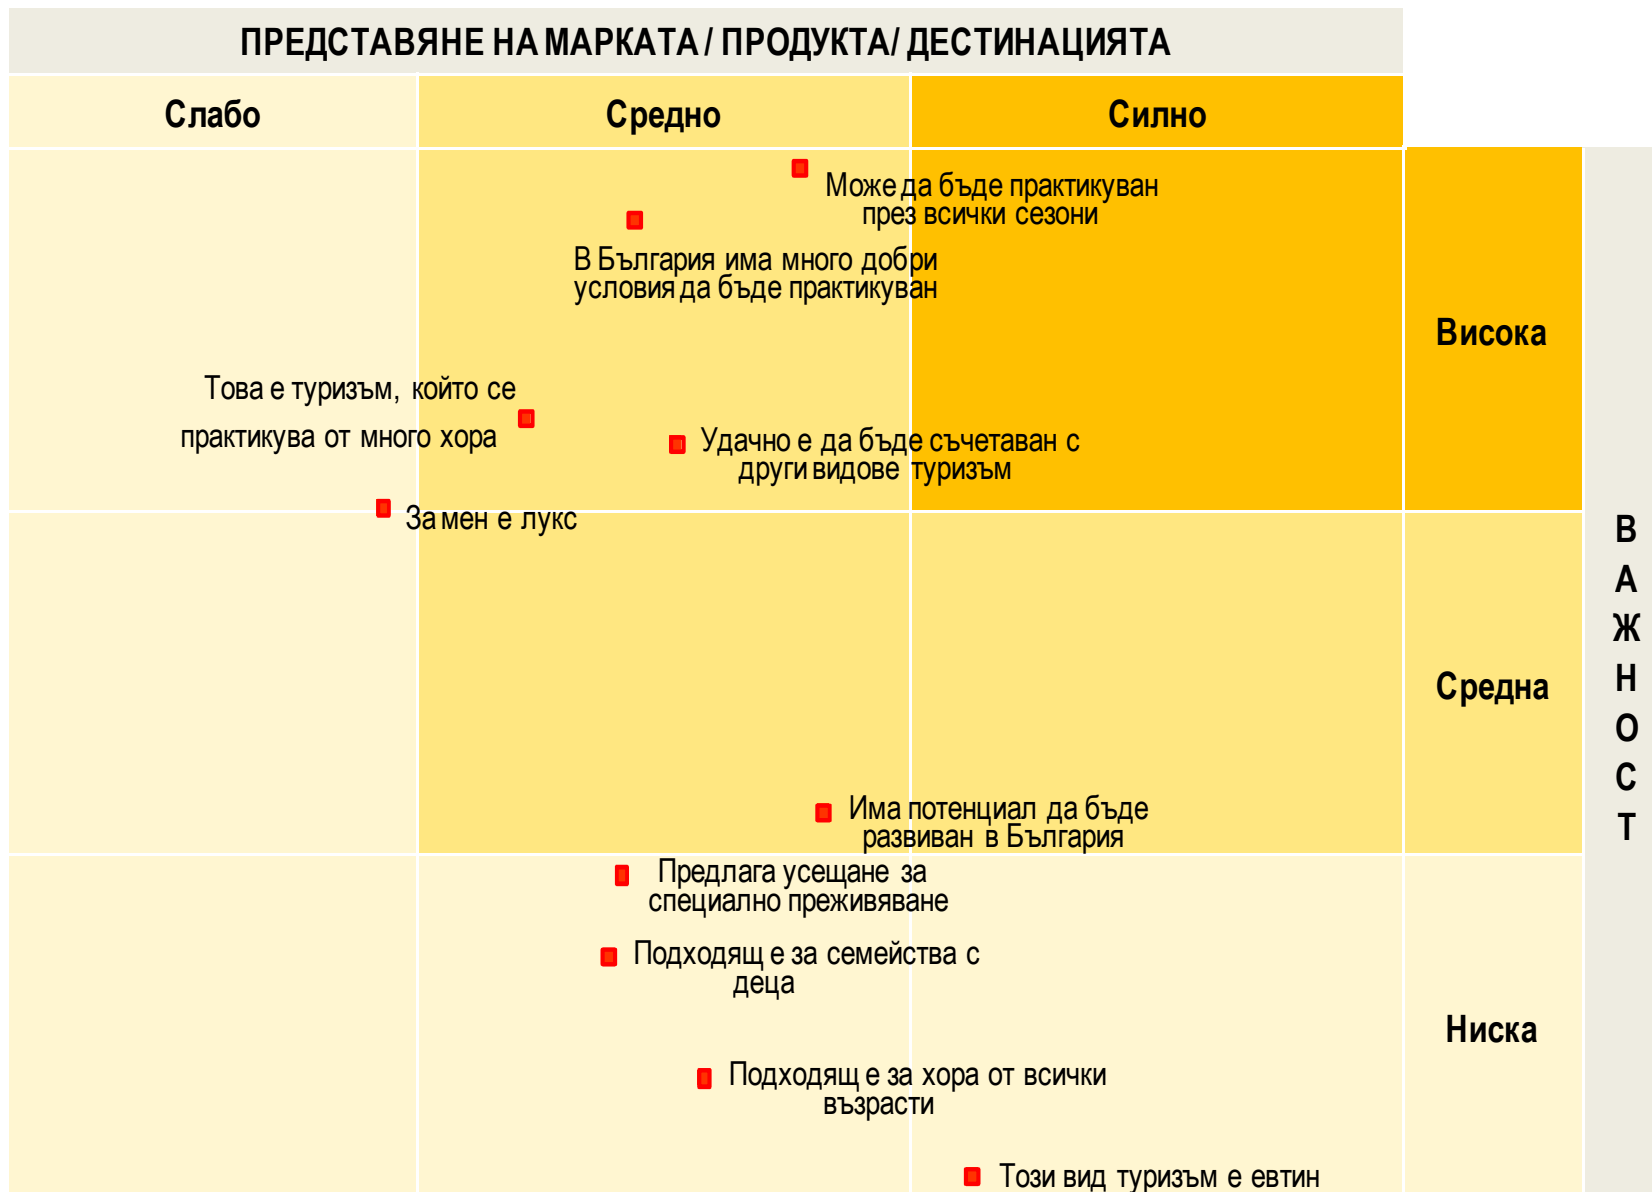 ПРЕДСТАВЯНЕ НА МАРКАТА / ПРОДУКТА/ ДЕСТИНАЦИЯТА
Слабо
Средно
Силно
Може да бъде практикуван
през всички сезони
В България има много добри
условия да бъде практикуван
Висока
Това е туризъм, който се
практикува от много хора
Удачно е да бъде съчетаван с
други видове туризъм
За мен е лукс
Средна
Има потенциал да бъде
развиван в България
Предлага усещане за
специално преживяване
Подходящ е за семейства с
деца
Ниска
Подходящ е за хора от всички
възрасти
Този вид туризъм е евтин
В
А
Ж
Н
О
С
Т